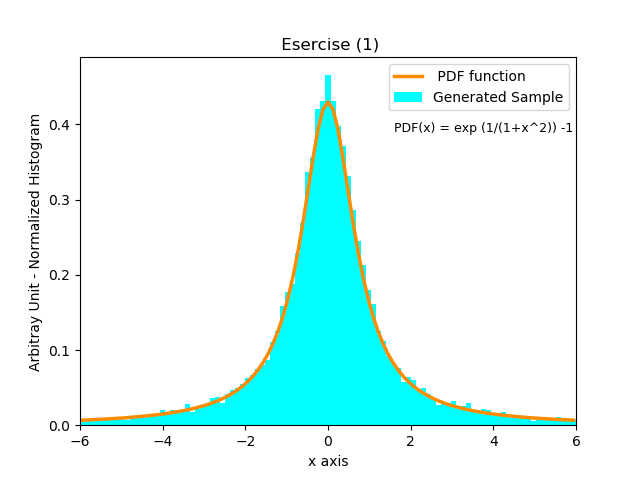 Esercise (1)
PDF function
Generated Sample
PDF(x) = exp (1/(1+x^2)) -1
Arbitray Unit - Normalized Histogram
0.4
0.3
0.2
0.1
0.0
−6
−4
−2
0
2
4
6
x axis